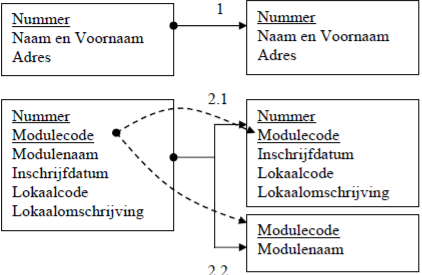 Nummer
Naam en Voornaam
Adres
1
Nummer
Naam en Voornaam
Adres
Nummer
Modulecode
Modulenaam
Inschrijfdatum
Lokaalcode
Lokaalomschrijving
2.1
Nummer
Modulecode
Inschrijfdatum
Lokaalcode
Lokaalomschrijving
Modulecode
Modulenaam
2.2